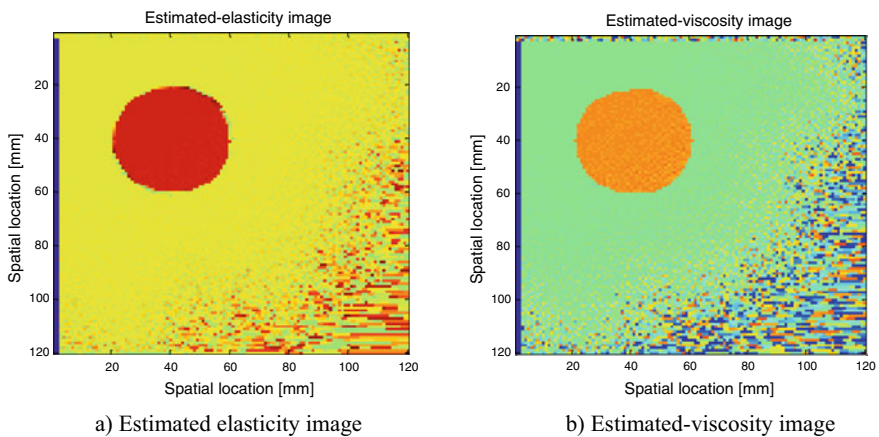 Estimated-elasticity image
20
40
60
80
100
120
20 40 60 80 100 120
Spatial location [mm]
Spatial location [mm]
a) Estimated elasticity image
Estimated-viscosity image
20
40
60
80
100
120
20 40 60 80 100 120
Spatial location [mm]
Spatial location [mm]
b) Estimated-viscosity image